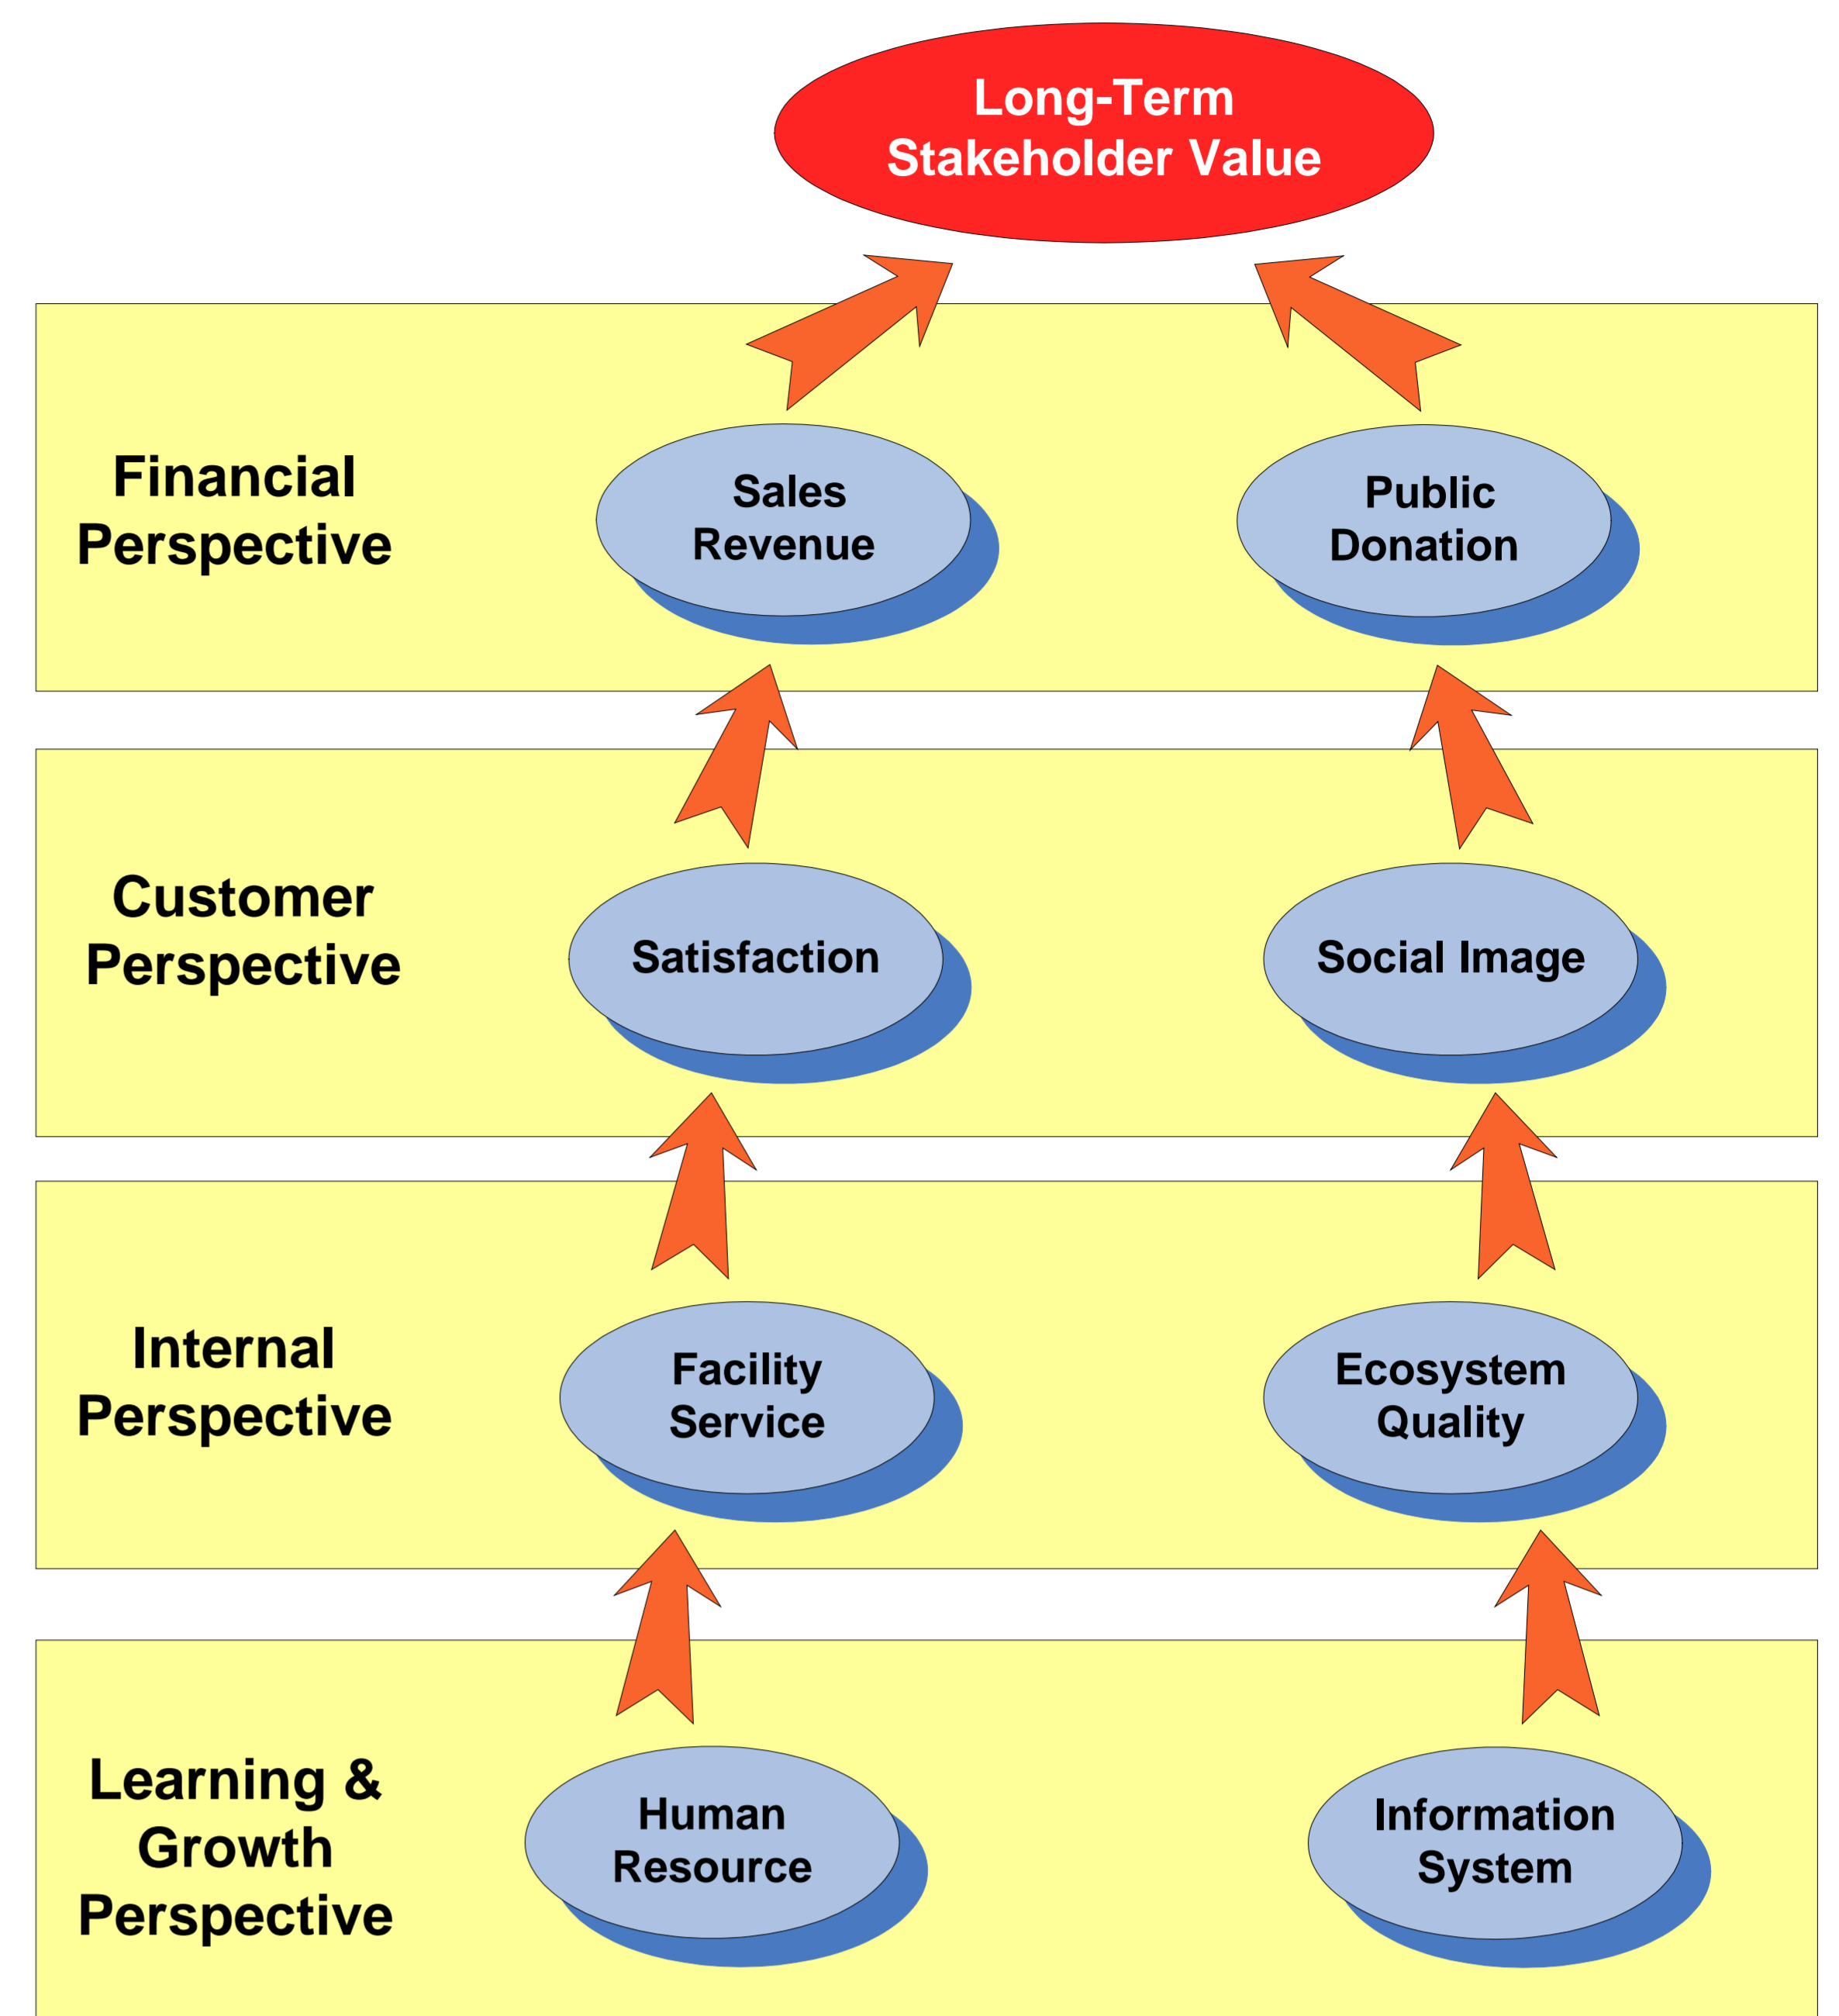 Long-Term
Stakeholder Value
Financial
Perspective
Sales
Revenue
Public
Donation
Customer
Perspective
Satisfaction
Social Image
Internal
Perspective
Facility
Service
Ecosystem
Quality
Learning &
Growth
Perspective
Human
Resource
Information
System